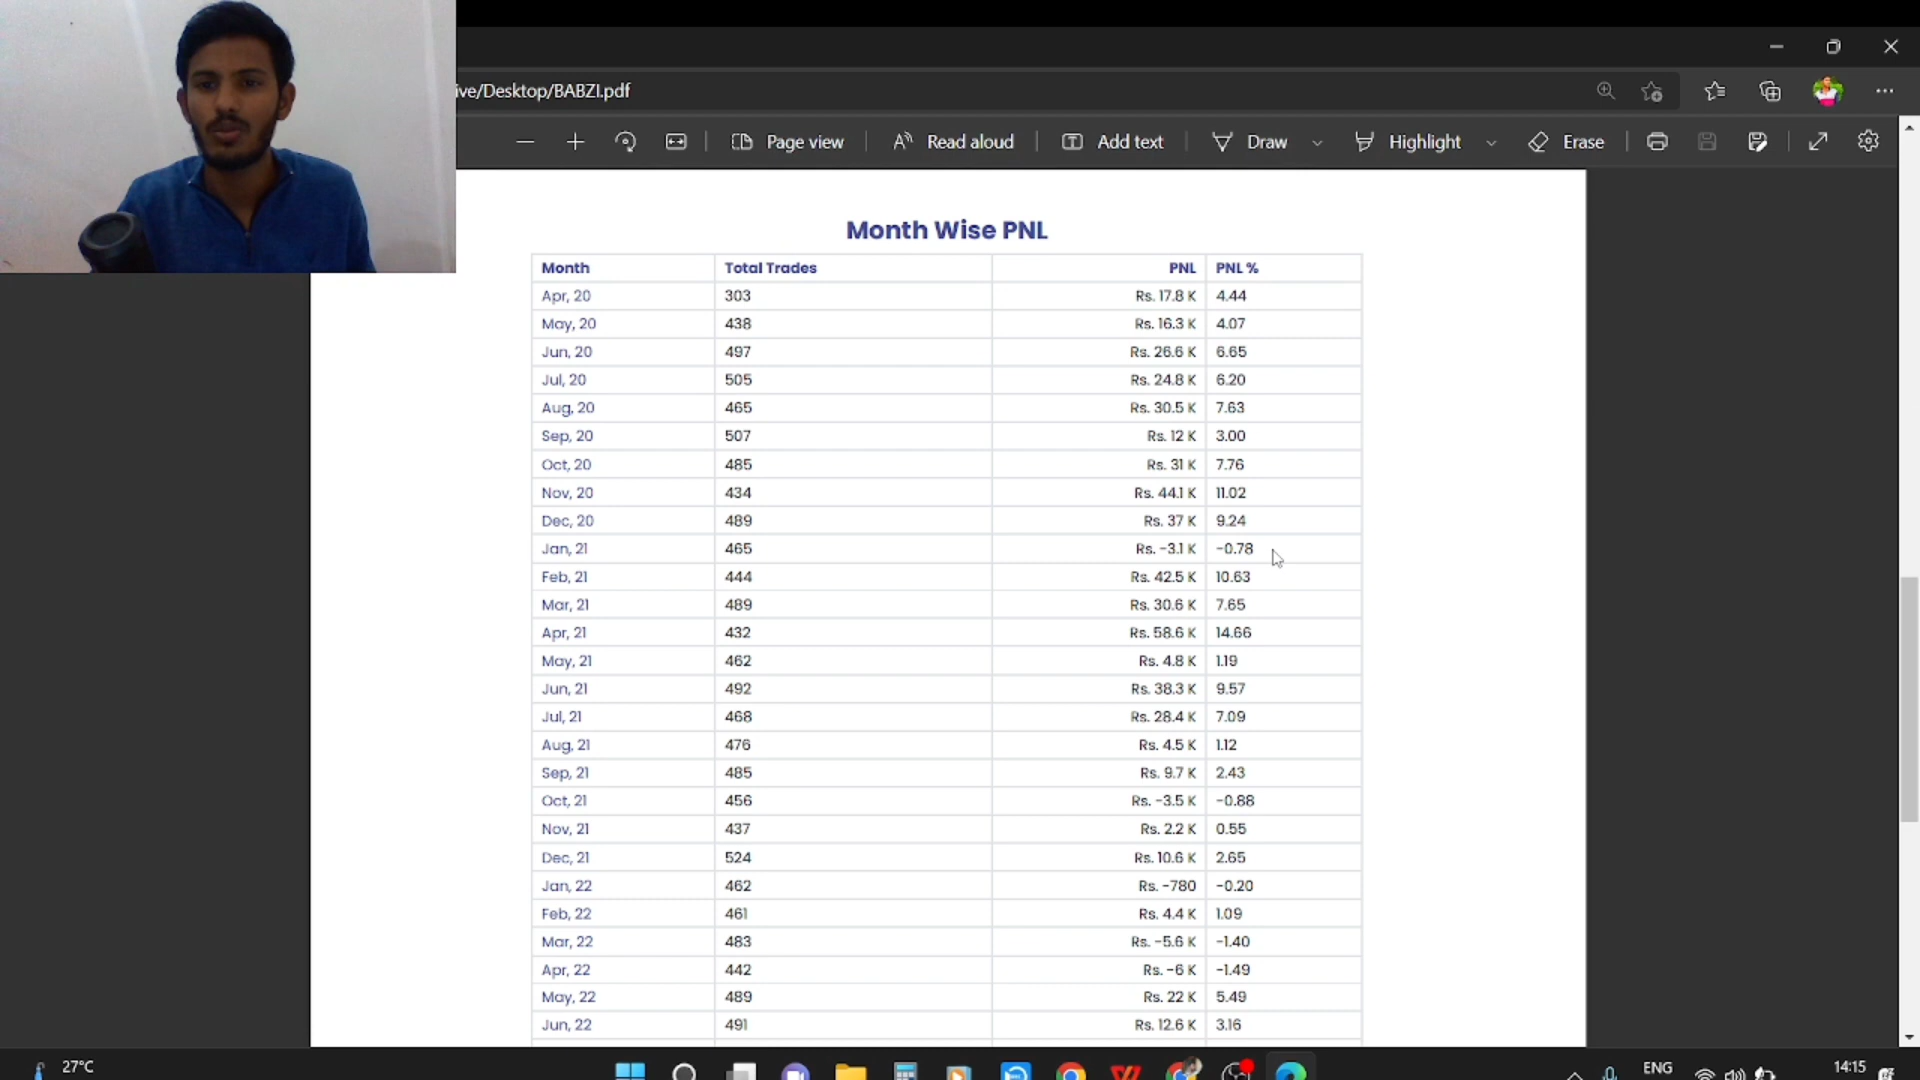 ive/Desktop/BABZI.pdf
Page view
Read aloud
Add text
Draw
Highlight
Erase
Month Wise PNL
Month Total Trades PNL PNL %
Apr, 20 303 Rs. 17.8 K 4.44
May, 20 438 Rs. 16.3 K 4.07
Jun, 20 497 Rs. 26.6 K 6.65
Jul, 20 505 Rs. 24.8 K 6.20
Aug, 20 465 Rs. 30.5 K 7.63
Sep, 20 507 Rs. 12 K 3.00
Oct, 20 485 Rs. 31 K 7.76
Nov, 20 434 Rs. 44.1 K 11.02
Dec, 20 489 Rs. 37 K 9.24
Jan, 21 465 Rs. -3.1 K -0.78
Feb, 21 444 Rs. 42.5 K 10.63
Mar, 21 489 Rs. 30.6 K 7.65
Apr, 21 432 Rs. 58.6 K 14.66
May, 21 462 Rs. 4.8 K 1.19
Jun, 21 492 Rs. 38.3 K 9.57
Jul, 21 468 Rs. 28.4 K 7.09
Aug, 21 476 Rs. 4.5 K 1.12
Sep, 21 485 Rs. 9.7 K 2.43
Oct, 21 456 Rs. -3.5 K -0.88
Nov, 21 437 Rs. 2.2 K 0.55
Dec, 21 524 Rs. 10.6 K 2.65
Jan, 22 462 Rs. -780 -0.20
Feb, 22 461 Rs. 4.4 K 1.09
Mar, 22 483 Rs. -5.6 K -1.40
Apr, 22 442 Rs. -6 K -1.49
May, 22 489 Rs. 22 K 5.49
Jun, 22 491 Rs. 12.6 K 3.16
27°C
ENG
14:15